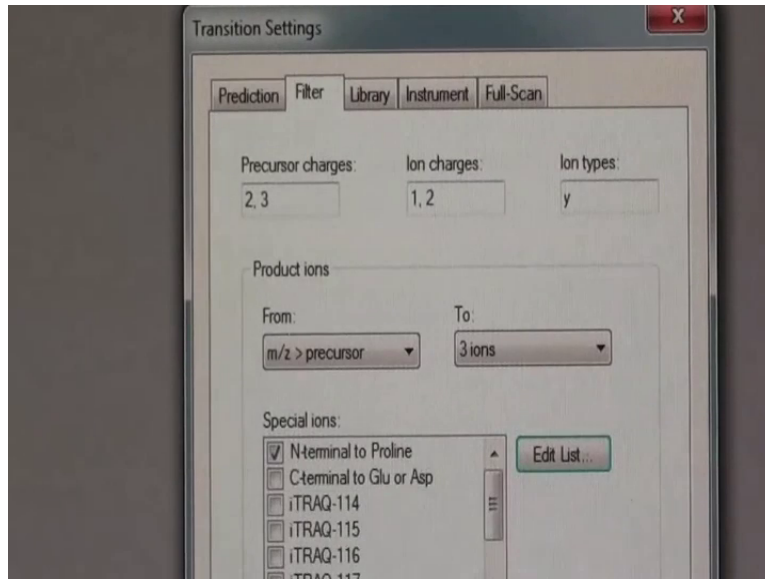 Transition Settings
X
Prediction Filter Library Instrument Full-Scan
Precursor charges: Ion charges: Ion types:
2, 3 1, 2 y
Product ions
From: To:
m/z > precursor 3 ions
Special ions:
N-terminal to Proline Edit List...
C-terminal to Glu or Asp
iTRAQ-114
iTRAQ-115
iTRAQ-116
iTRAQ-117